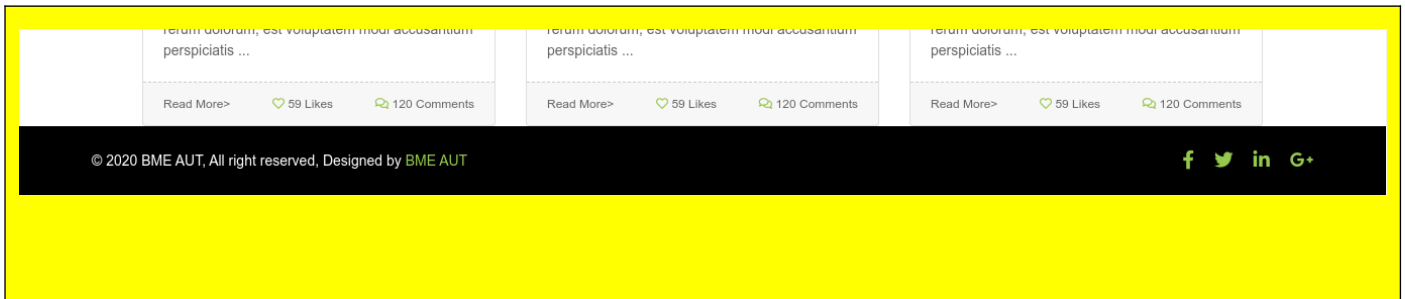 rerum dolorum, est voluptatem modi accusantium
perspiciatis ...
Read More> 59 Likes 120 Comments
rerum dolorum, est voluptatem modi accusantium
perspiciatis ...
Read More> 59 Likes 120 Comments
rerum dolorum, est voluptatem modi accusantium
perspiciatis ...
Read More> 59 Likes 120 Comments
© 2020 BME AUT, All right reserved, Designed by BME AUT
f in G+